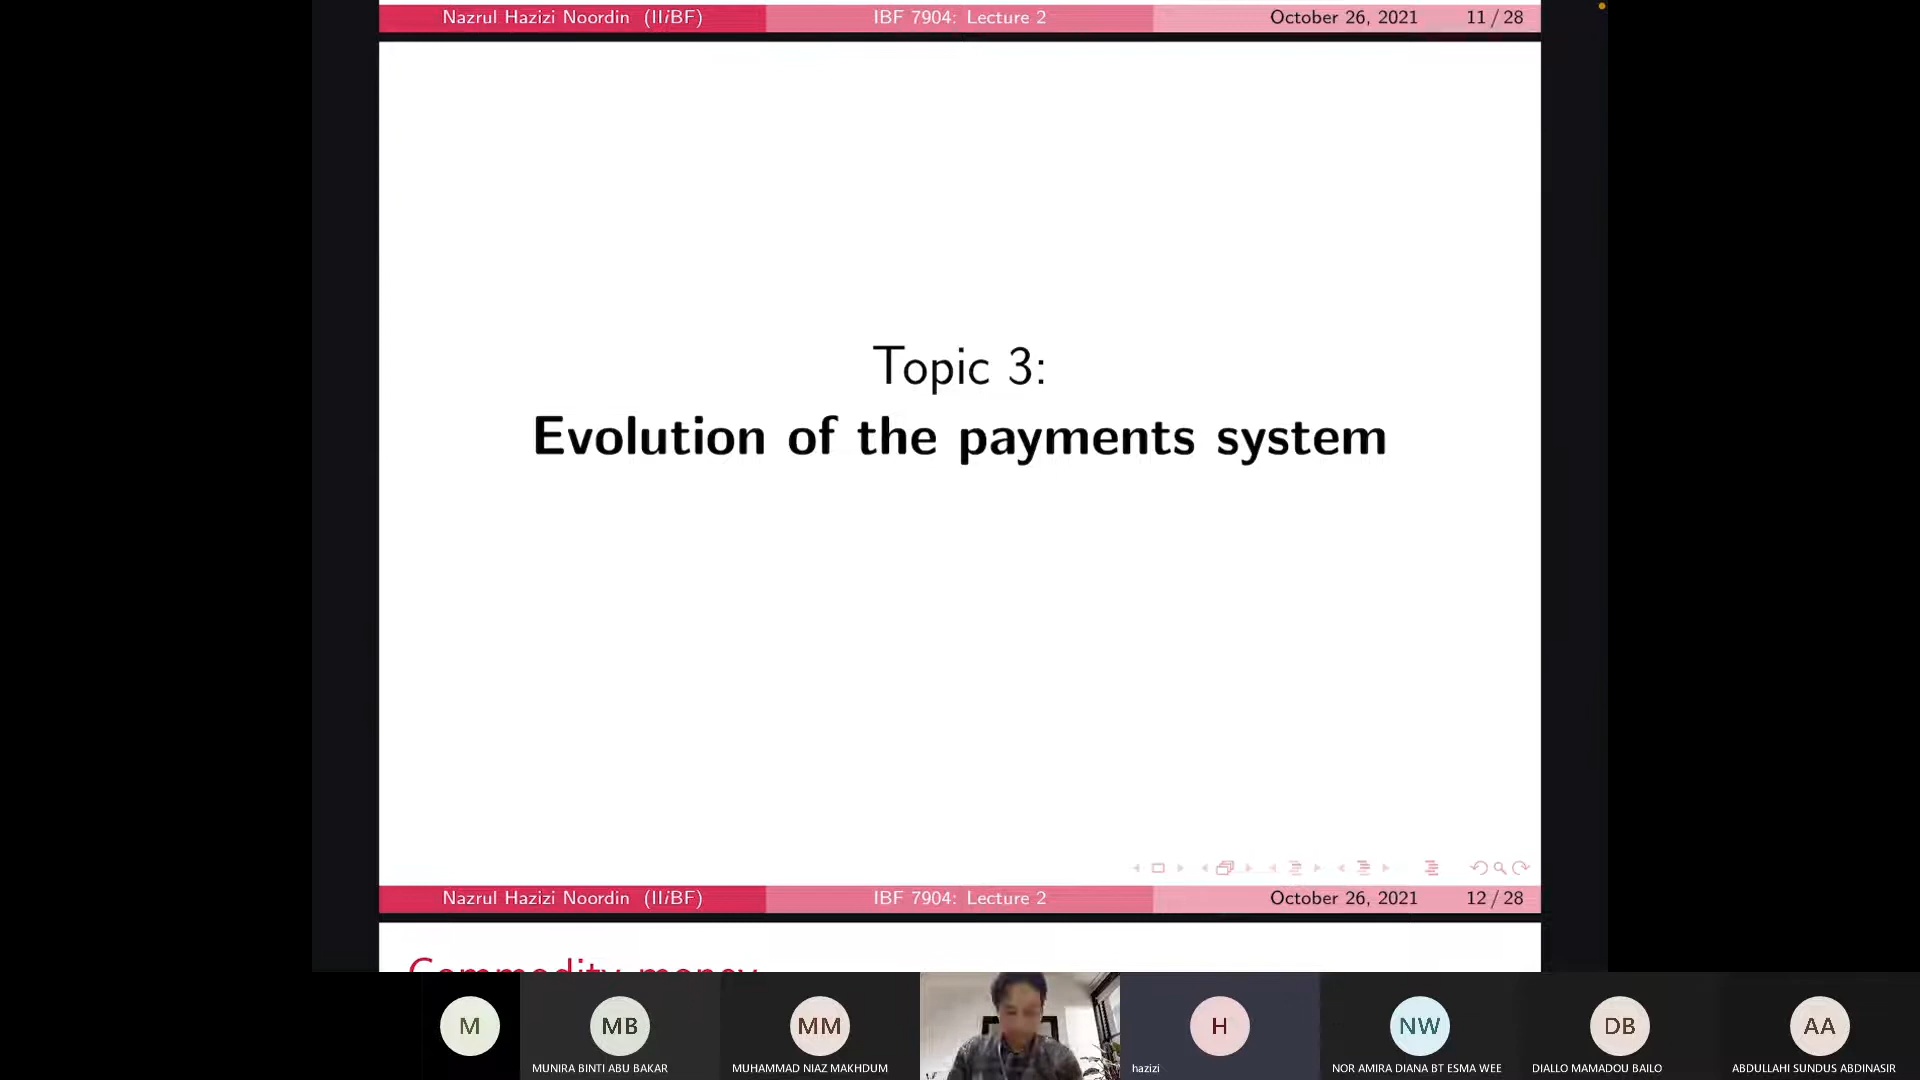 Nazrul Hazizi Noordin (IIiBF) IBF 7904: Lecture 2 October 26, 2021 11 / 28
Topic 3:
Evolution of the payments system
Nazrul Hazizi Noordin (IIiBF) IBF 7904: Lecture 2 October 26, 2021 12 / 28
Commodity money
M MB MM H NW DB AA
MUNIRA BINTI ABU BAKAR MUHAMMAD NIAZ MAKHDUM hazizi NOR AMIRA DIANA BT ESMA WEE DIALLO MAMADOU BAILO ABDULLAHI SUNDUS ABDINASIR